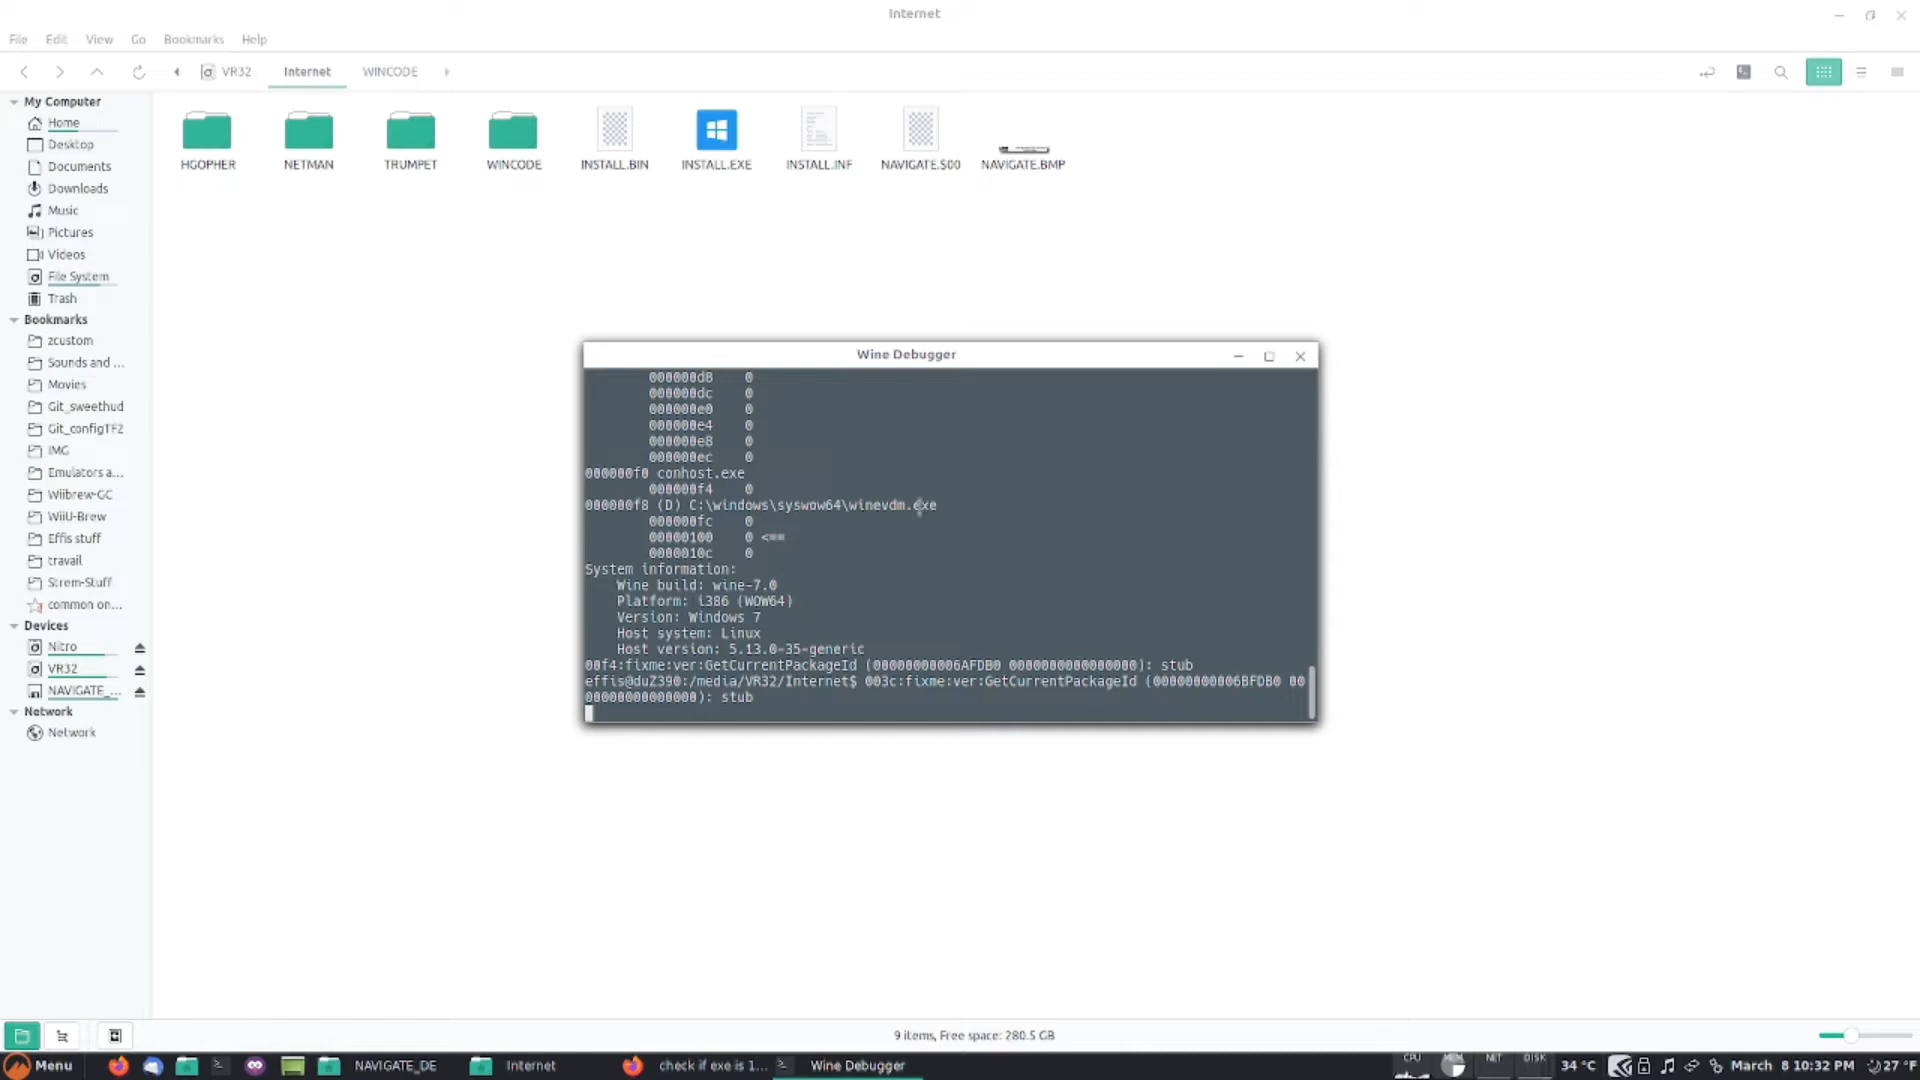 Internet
File Edit View Go Bookmarks Help
VR32 Internet WINCODE
My Computer
Home
Desktop
Documents
Downloads
Music
Pictures
Videos
File System
Trash
Bookmarks
zcustom
Sounds and ...
Movies
Git_sweethud
Git_configTF2
IMG
Emulators a...
Wiibrew-GC
WiiU-Brew
Effis stuff
travail
Strem-Stuff
common on...
Devices
Nitro
VR32
NAVIGATE_...
Network
Network
HGOPHER NETMAN TRUMPET WINCODE INSTALL.BIN INSTALL.EXE INSTALL.INF NAVIGATE.S00 NAVIGATE.BMP
Wine Debugger
000000d8 0
000000dc 0
000000e0 0
000000e4 0
000000e8 0
000000ec 0
000000f0 conhost.exe
000000f4 0
000000f8 (D) C:\windows\syswow64\winevdm.exe
000000fc 0
00000100 0 <==
0000010c 0
System information:
Wine build: wine-7.0
Platform: i386 (WOW64)
Version: Windows 7
Host system: Linux
Host version: 5.13.0-35-generic
00f4:fixme:ver:GetCurrentPackageId (00000000006AFDB0 0000000000000000): stub
effis@duZ390:/media/VR32/Internet$ 003c:fixme:ver:GetCurrentPackageId (00000000006BFDB0 00
00000000000000): stub
9 items, Free space: 280.5 GB
Menu NAVIGATE_DE Internet check if exe is 1... Wine Debugger CPU MEM NET DISK 34 °C March 8 10:32 PM 27 °F